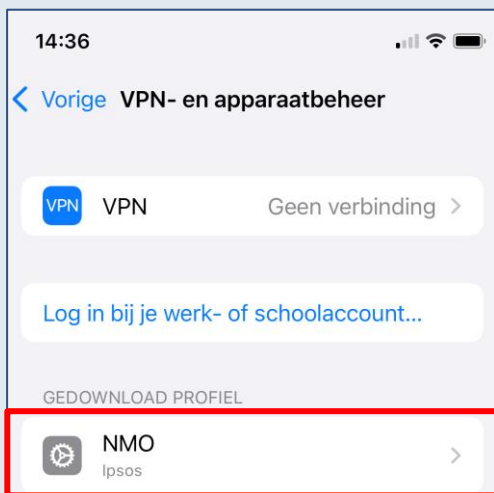 14:36
Vorige VPN- en apparaatbeheer
VPN VPN Geen verbinding
Log in bij je werk- of schoolaccount...
GEDOWNLOAD PROFIEL
NMO
Ipsos